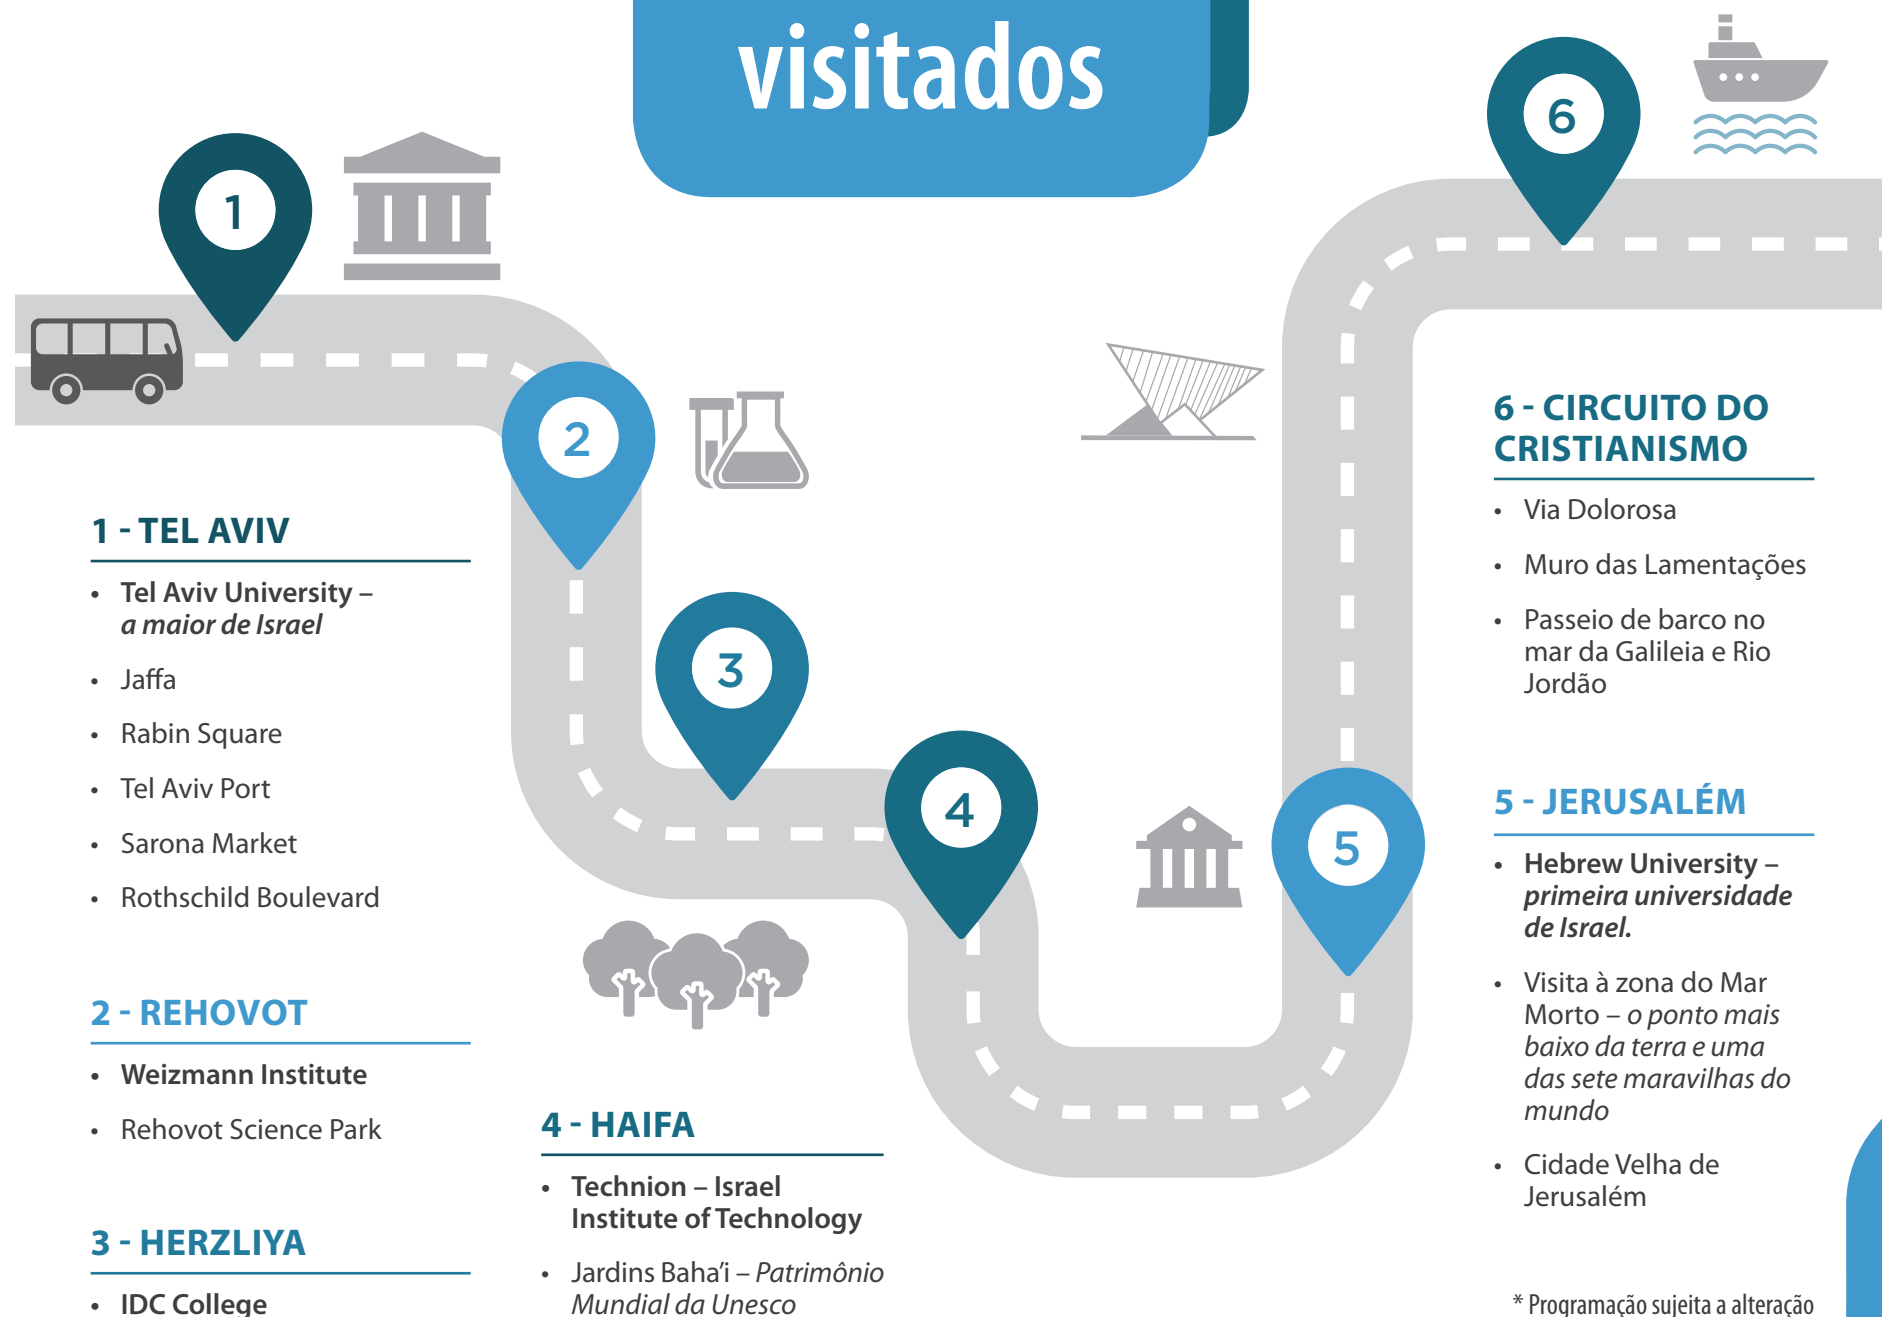 visitados
1
2
3
4
5
6
1 - TEL AVIV
• Tel Aviv University –
a maior de Israel
• Jaffa
• Rabin Square
• Tel Aviv Port
• Sarona Market
• Rothschild Boulevard
2 - REHOVOT
• Weizmann Institute
• Rehovot Science Park
3 - HERZLIYA
• IDC College
4 - HAIFA
• Technion – Israel
Institute of Technology
• Jardins Baha'i – Patrimônio
Mundial da Unesco
6 - CIRCUITO DO
CRISTIANISMO
• Via Dolorosa
• Muro das Lamentações
• Passeio de barco no
mar da Galileia e Rio
Jordão
5 - JERUSALÉM
• Hebrew University –
primeira universidade
de Israel.
• Visita à zona do Mar
Morto – o ponto mais
baixo da terra e uma
das sete maravilhas do
mundo
• Cidade Velha de
Jerusalém
* Programação sujeita a alteração